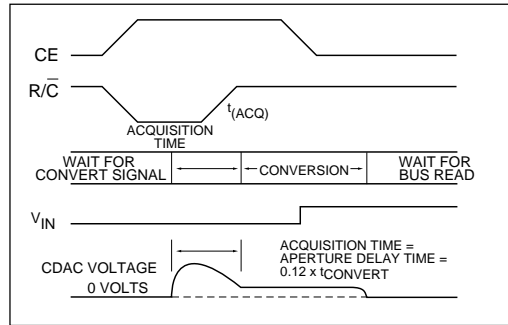 CE
R/C̅
t(ACQ)
ACQUISITION
TIME
WAIT FOR
CONVERT SIGNAL
CONVERSION
WAIT FOR
BUS READ
VIN
CDAC VOLTAGE
0 VOLTS
ACQUISITION TIME =
APERTURE DELAY TIME =
0.12 x tCONVERT